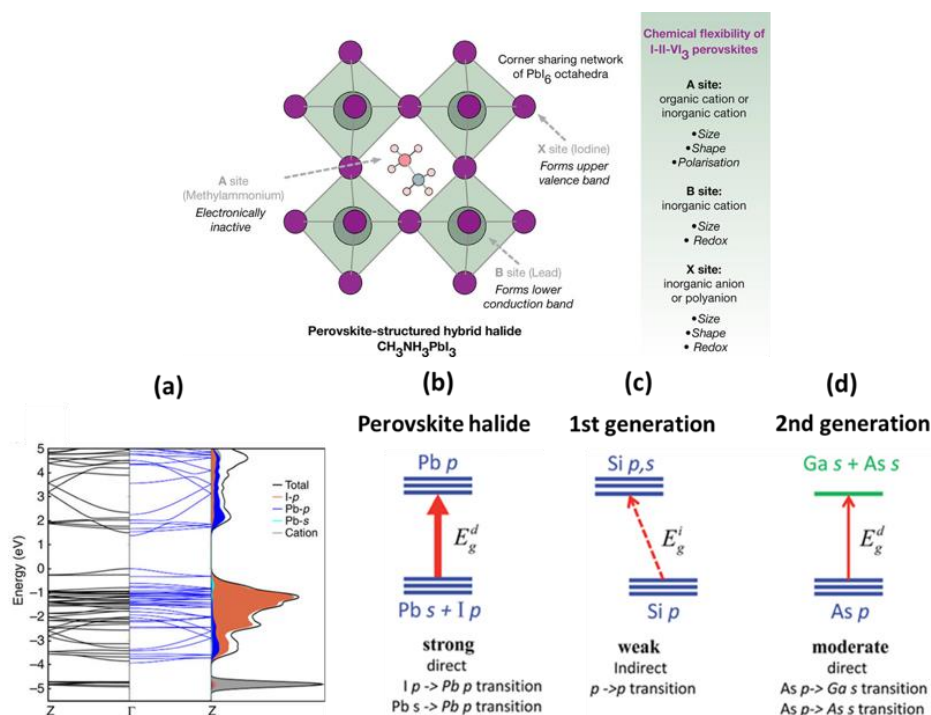 Corner sharing network
of PbI6 octahedra
X site (Iodine)
Forms upper
valence band
A site
(Methylammonium)
Electronically
inactive
B site (Lead)
Forms lower
conduction band
Perovskite-structured hybrid halide
CH3NH3PbI3
Chemical flexibility of
I-II-VI3 perovskites
A site:
organic cation or
inorganic cation
•Size
•Shape
•Polarisation
B site:
inorganic cation
•Size
• Redox
X site:
inorganic anion
or polyanion
•Size
•Shape
• Redox
(a)
Energy (eV)
5
4
3
2
1
0
−1
−2
−3
−4
−5
Z
Γ
Z
Total
I-p
Pb-p
Pb-s
Cation
(b)
Perovskite halide
Pb p
E_g^d
Pb s + I p
strong
direct
I p -> Pb p transition
Pb s -> Pb p transition
(c)
1st generation
Si p,s
E_g^i
Si p
weak
Indirect
p ->p transition
(d)
2nd generation
Ga s + As s
E_g^d
As p
moderate
direct
As p-> Ga s transition
As p-> As s transition